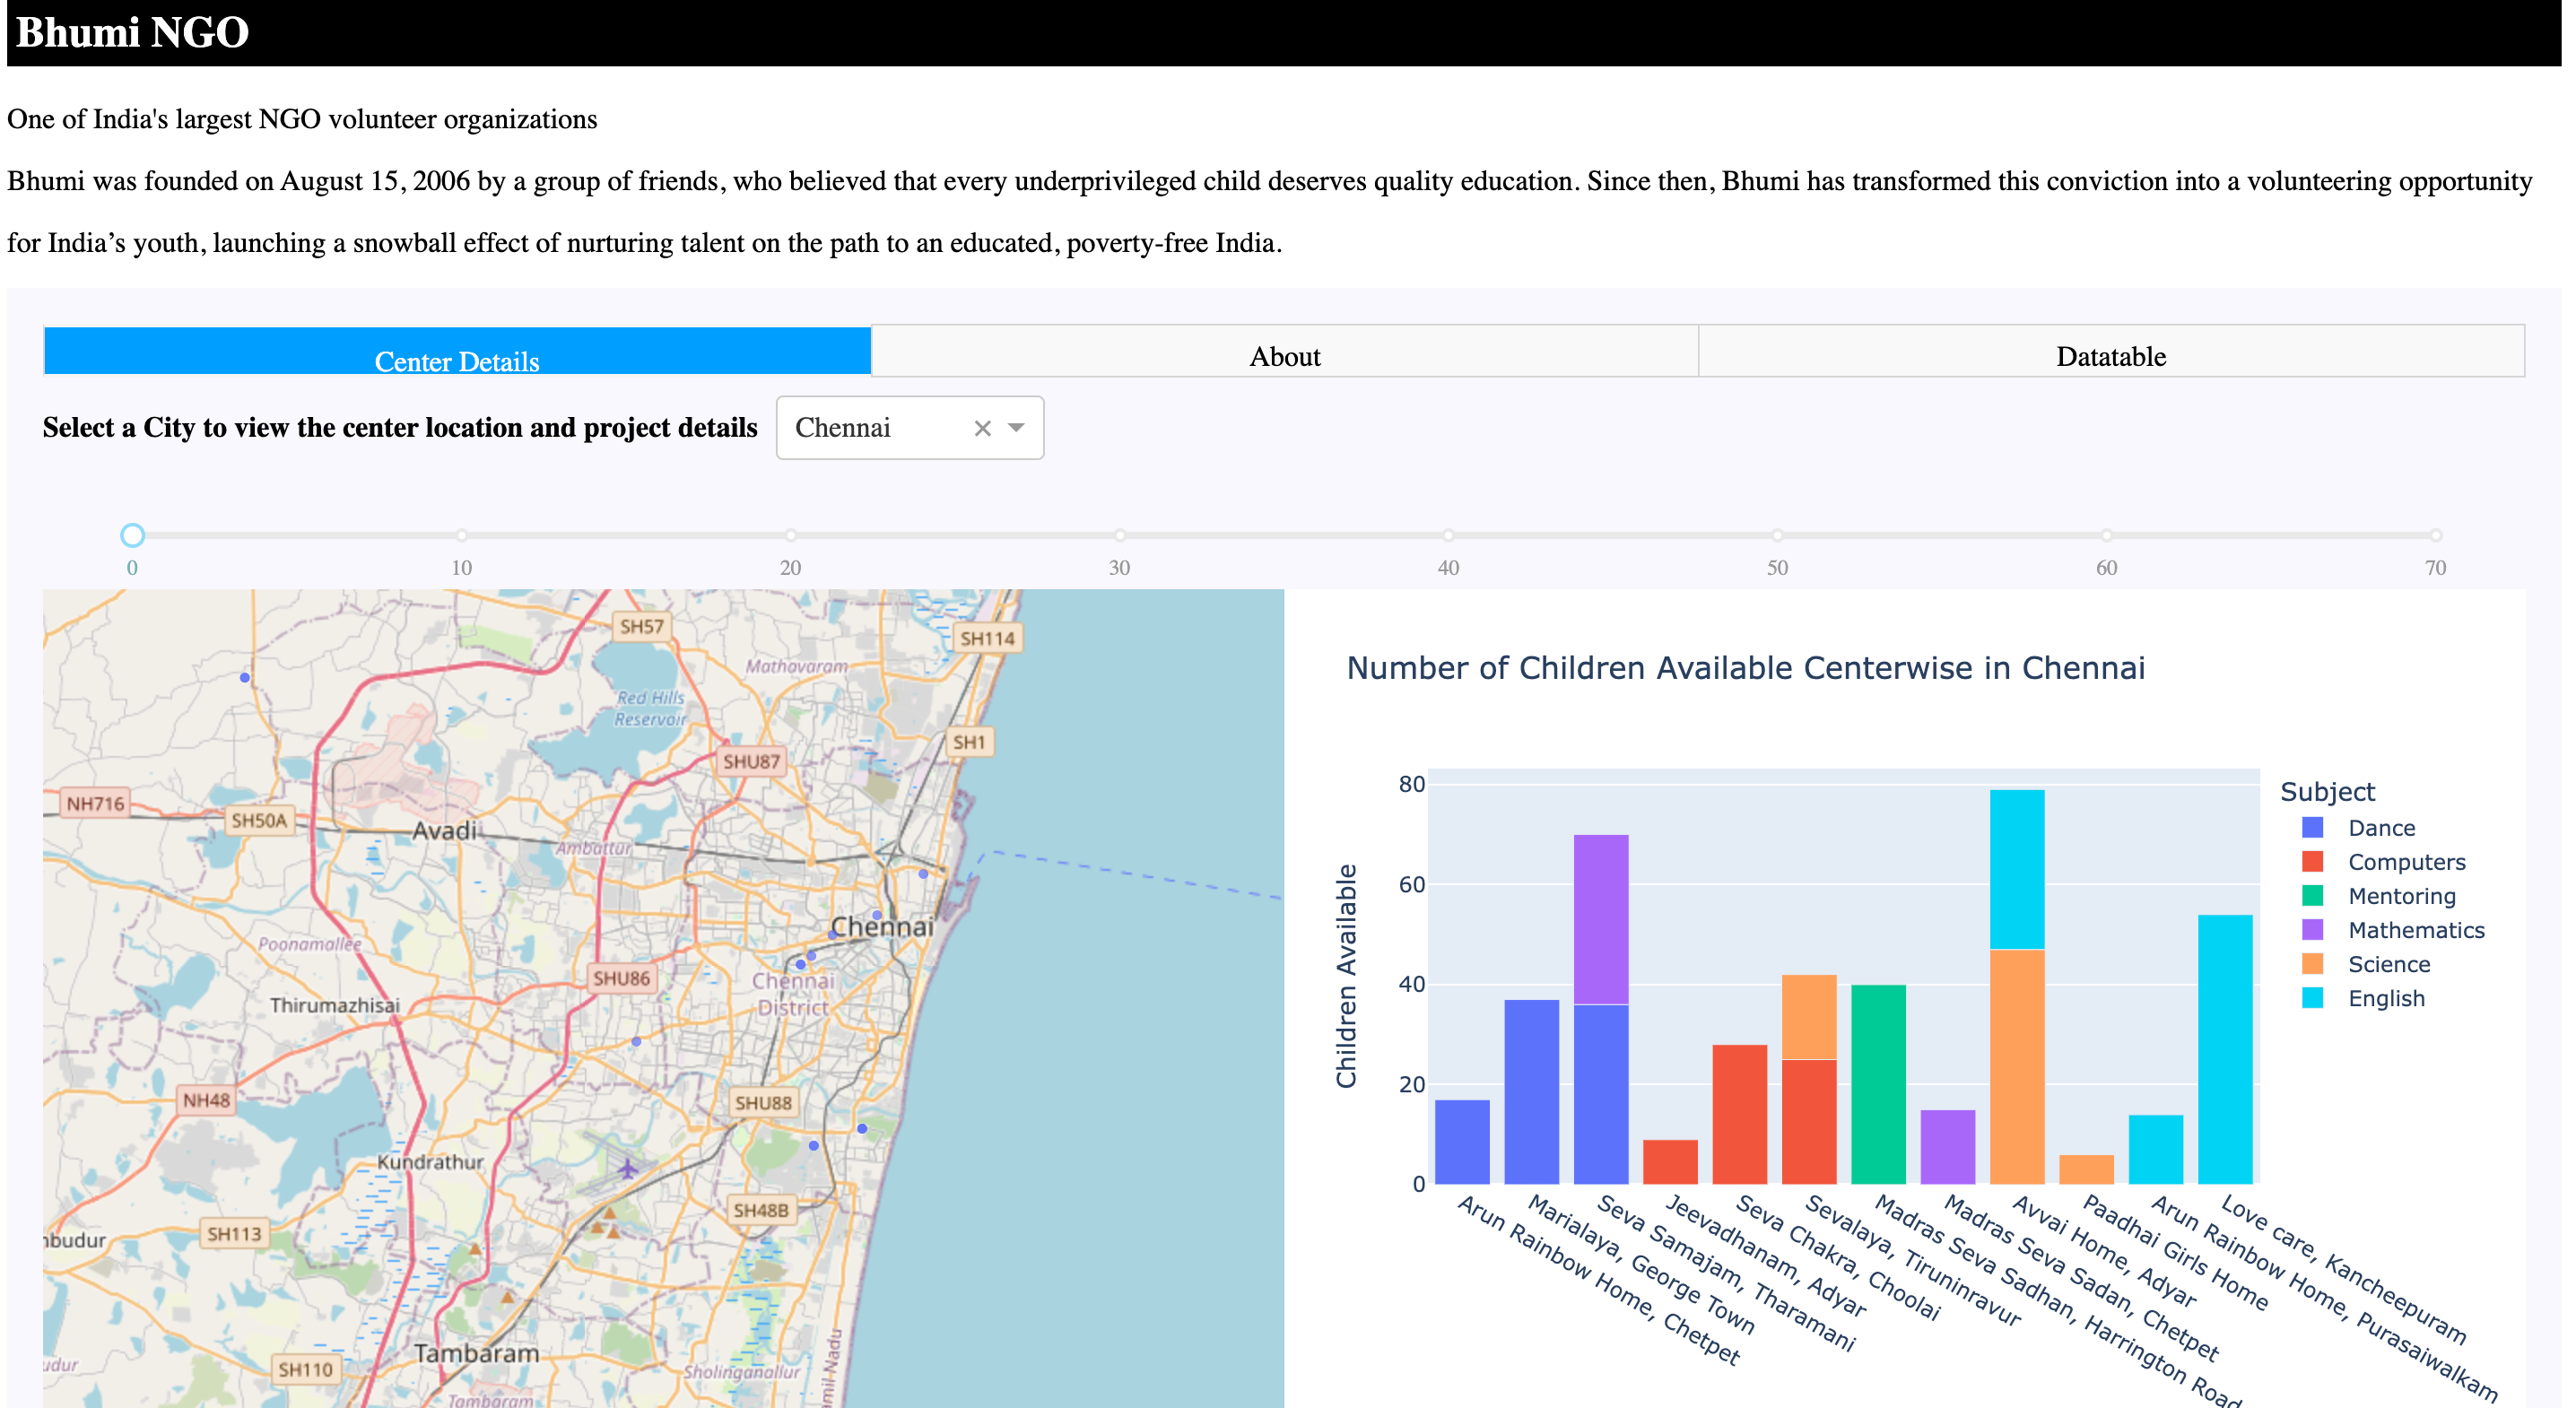 Bhumi NGO
One of India's largest NGO volunteer organizations
Bhumi was founded on August 15, 2006 by a group of friends, who believed that every underprivileged child deserves quality education. Since then, Bhumi has transformed this conviction into a volunteering opportunity
for India’s youth, launching a snowball effect of nurturing talent on the path to an educated, poverty-free India.
Center Details
About
Datatable
Select a City to view the center location and project details
Chennai
0
10
20
30
40
50
60
70
SH57
SH114
Mathavaram
Red Hills
Reservoir
SH1
SHU87
NH716
SH50A
Avadi
Ambattur
Chennai
Poonamallee
SHU86
Chennai
District
Thirumazhisai
NH48
SHU88
Kundrathur
SH48B
SH113
nbudur
Tambaram
SH110
udur
Sholinganallur
Tambaram
mil Nadu
Number of Children Available Centerwise in Chennai
Children Available
80
60
40
20
0
Subject
Dance
Computers
Mentoring
Mathematics
Science
English
Arun Rainbow Home, Chetpet
Marialaya, George Town
Seva Samajam, Tharamani
Jeevadhanam, Adyar
Seva Chakra, Choolai
Sevalaya, Tiruninravur
Madras Seva Sadhan, Harrington Road
Madras Seva Sadan, Chetpet
Avvai Home, Adyar
Paadhai Girls Home
Arun Rainbow Home, Purasaiwalkam
Love care, Kancheepuram